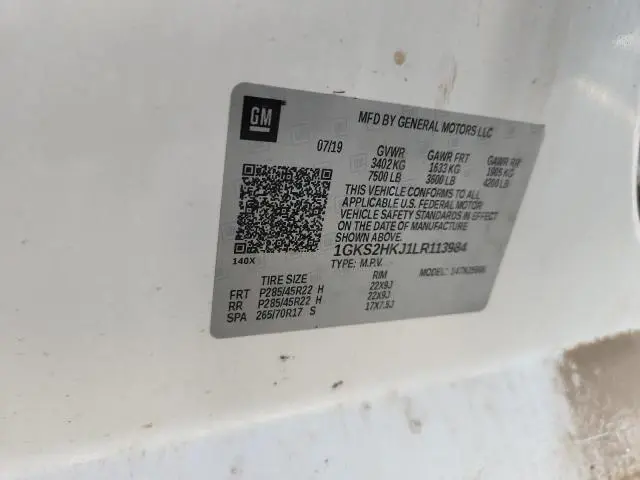 GM
MFD BY GENERAL MOTORS LLC
07/19
GVWR GAWR FRT GAWR RR
3402 KG 1633 KG 1905 KG
7500 LB 3600 LB 4200 LB
THIS VEHICLE CONFORMS TO ALL
APPLICABLE U.S. FEDERAL MOTOR
VEHICLE SAFETY STANDARDS IN EFFECT
ON THE DATE OF MANUFACTURE
SHOWN ABOVE.
140X
1GKS2HKJ1LR113984
TYPE: M.P.V. MODEL:
TIRE SIZE RIM
FRT P285/45R22 H 22X9J
RR P285/45R22 H 22X9J
SPA 265/70R17 S 17X7.5J